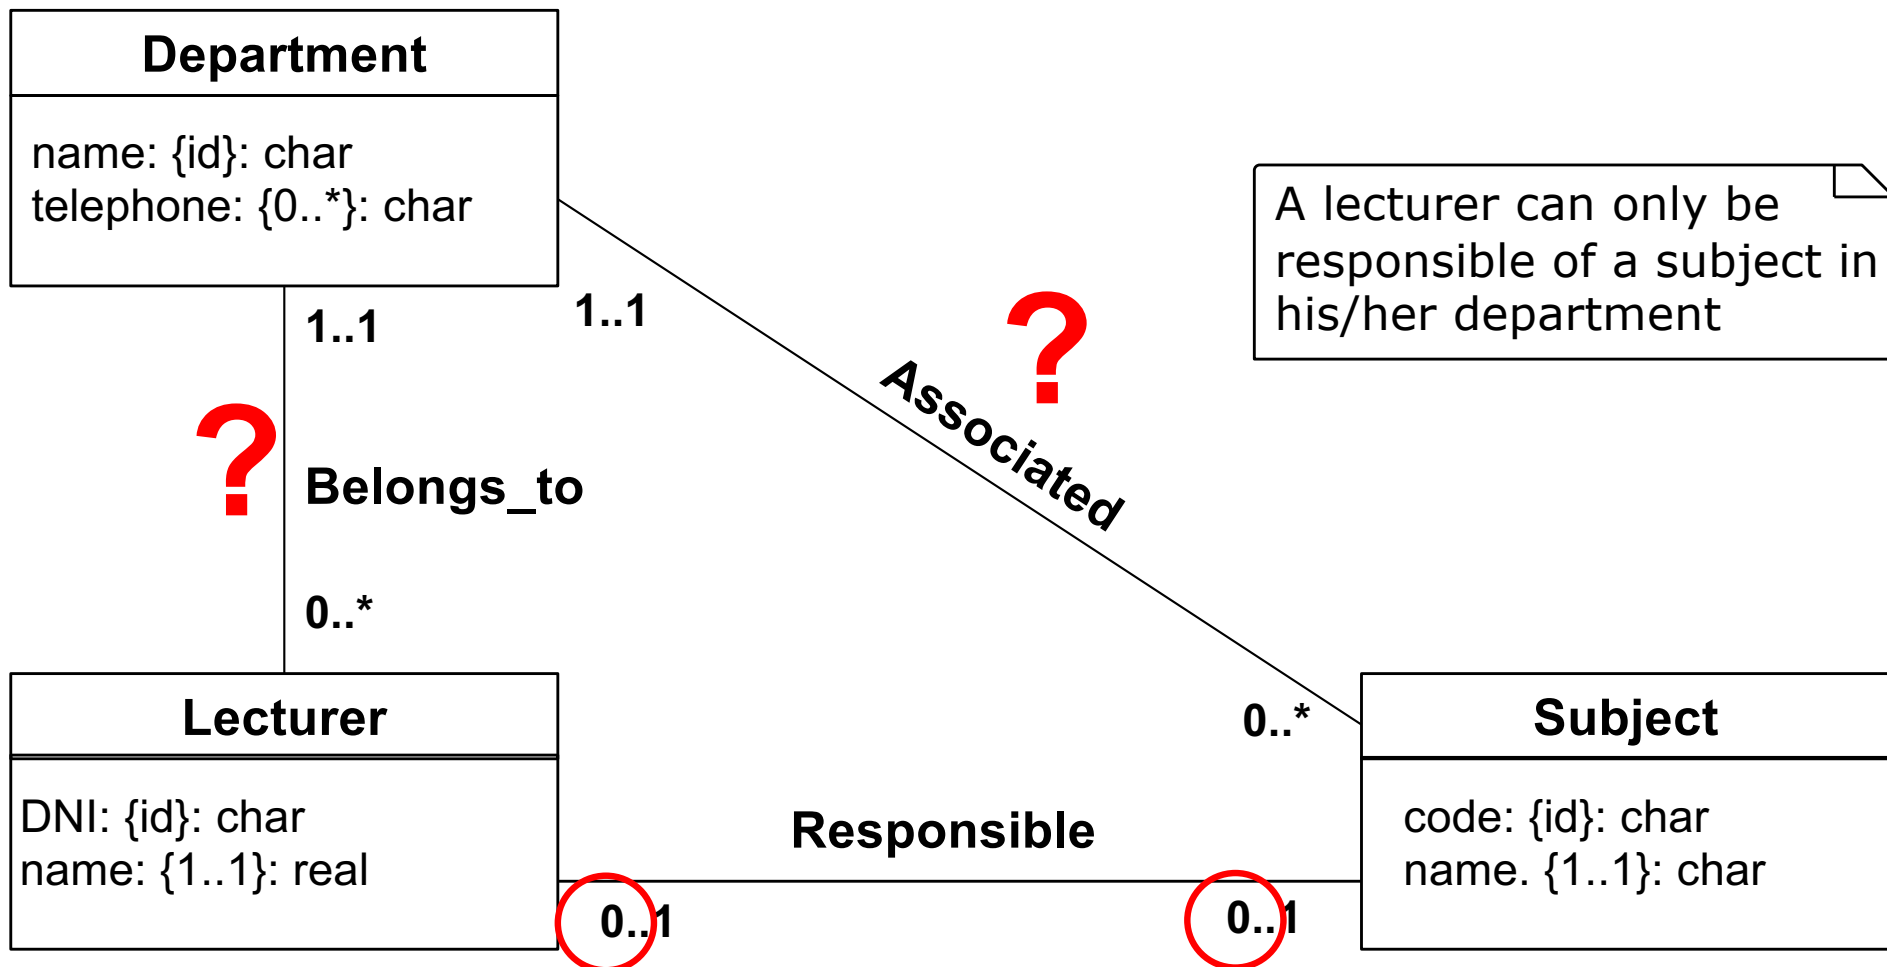 Department
name: {id}: char
telephone: {0..*}: char
A lecturer can only be
responsible of a subject in
his/her department
1..1
1..1
?
?
Associated
Belongs_to
0..*
0..*
Lecturer
DNI: {id}: char
name: {1..1}: real
Responsible
0..1
0..1
Subject
code: {id}: char
name. {1..1}: char